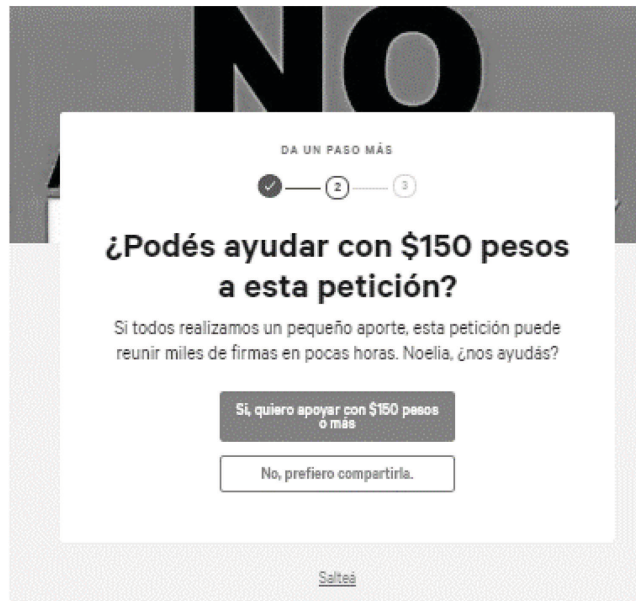 NO
DA UN PASO MÁS
2 3
¿Podés ayudar con $150 pesos
a esta petición?
Si todos realizamos un pequeño aporte, esta petición puede
reunir miles de firmas en pocas horas. Noelia, ¿nos ayudás?
Si, quiero apoyar con $150 pesos
o más
No, prefiero compartirla.
Salteá